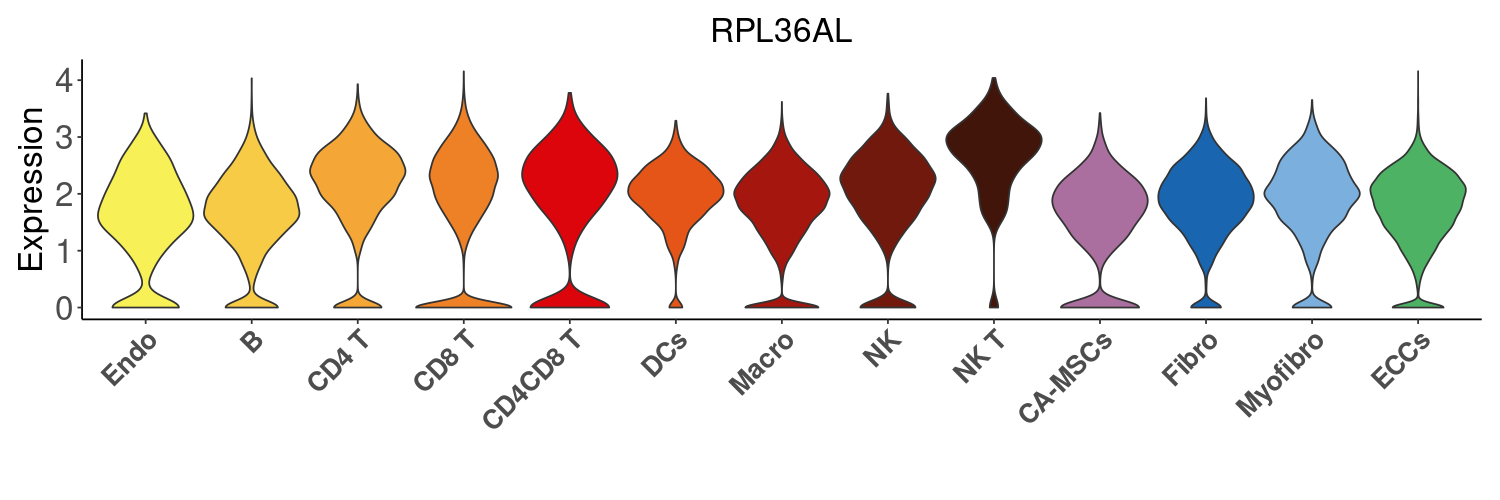 RPL36AL
Expression
4
3
2
1
0
Endo
B
CD4 T
CD8 T
CD4CD8 T
DCs
Macro
NK
NK T
CA-MSCs
Fibro
Myofibro
ECCs